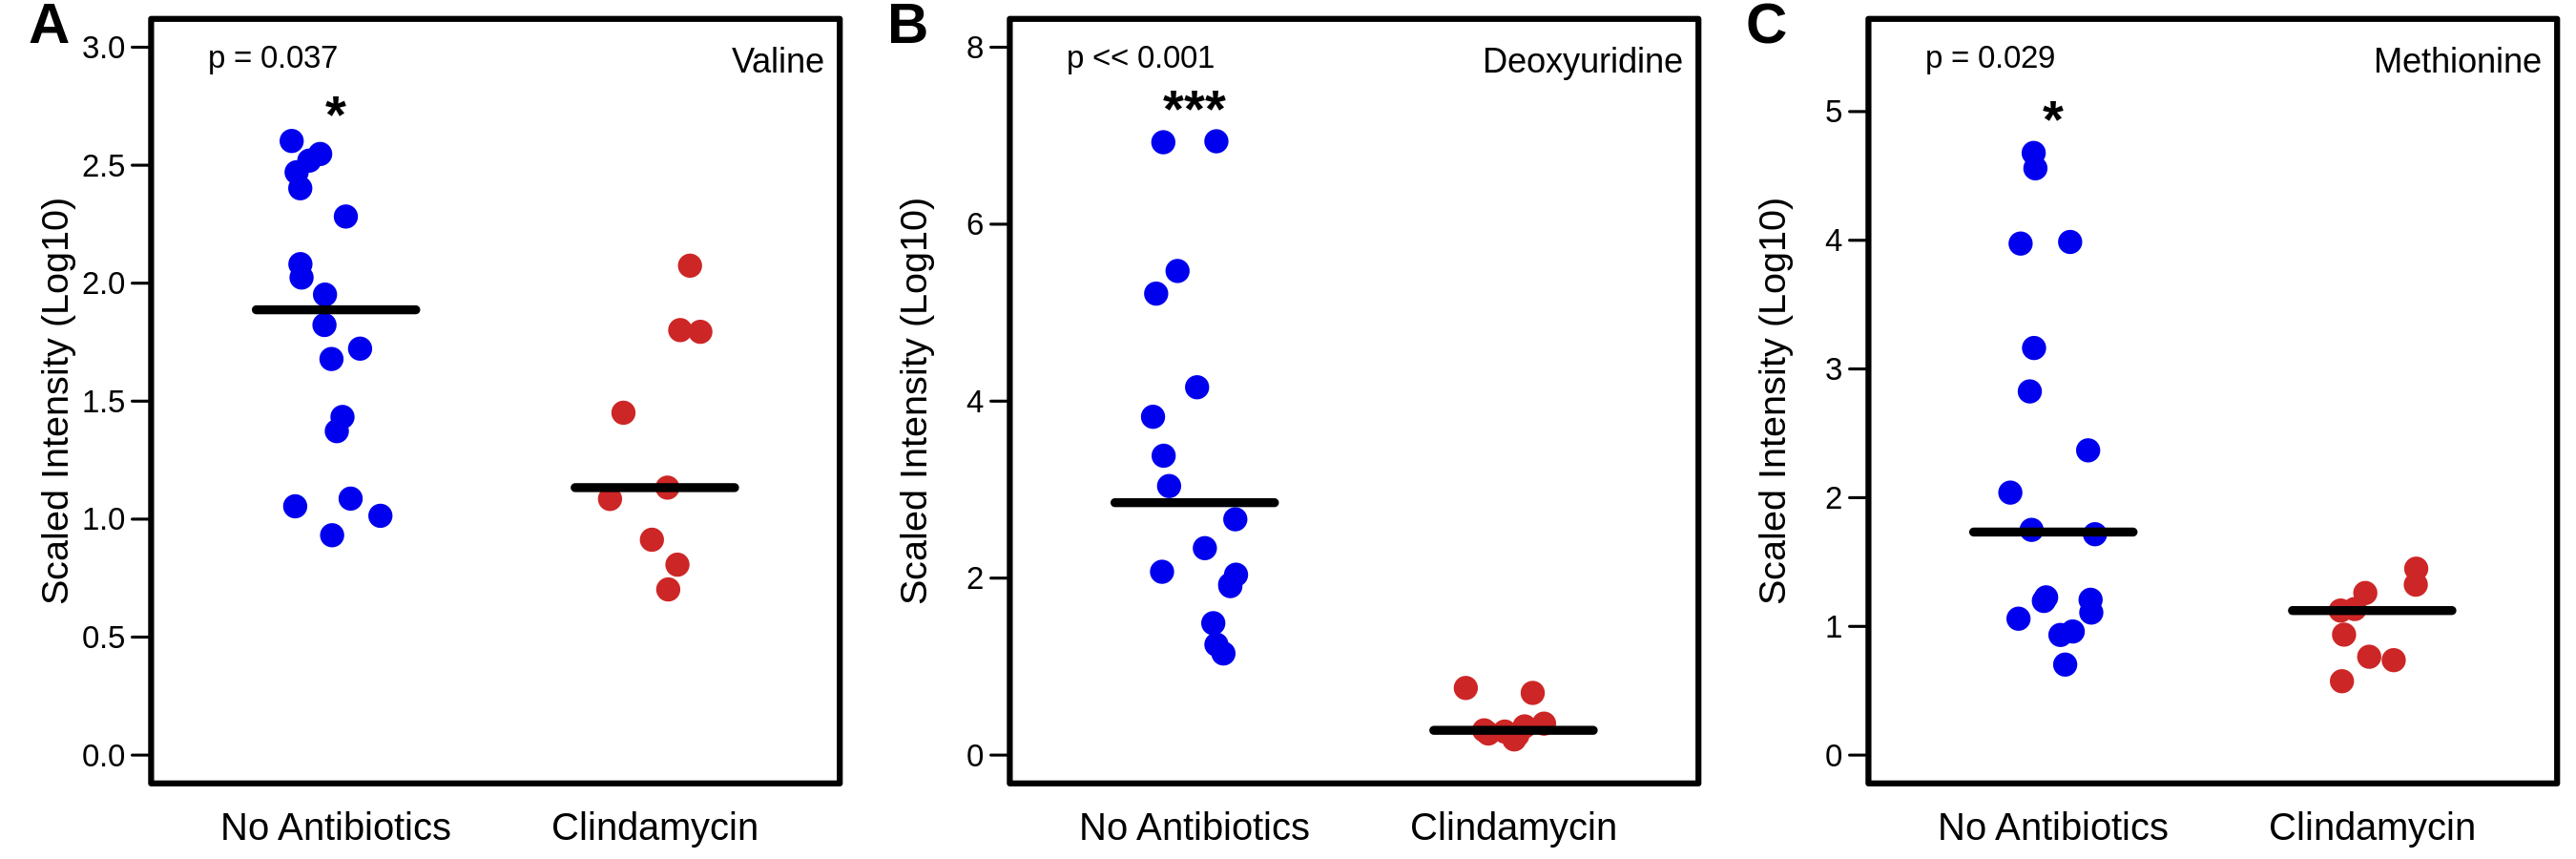 A
p = 0.037
Valine
*
Scaled Intensity (Log10)
3.0
2.5
2.0
1.5
1.0
0.5
0.0
No Antibiotics
Clindamycin
B
p << 0.001
Deoxyuridine
***
Scaled Intensity (Log10)
8
6
4
2
0
No Antibiotics
Clindamycin
C
p = 0.029
Methionine
*
Scaled Intensity (Log10)
5
4
3
2
1
0
No Antibiotics
Clindamycin